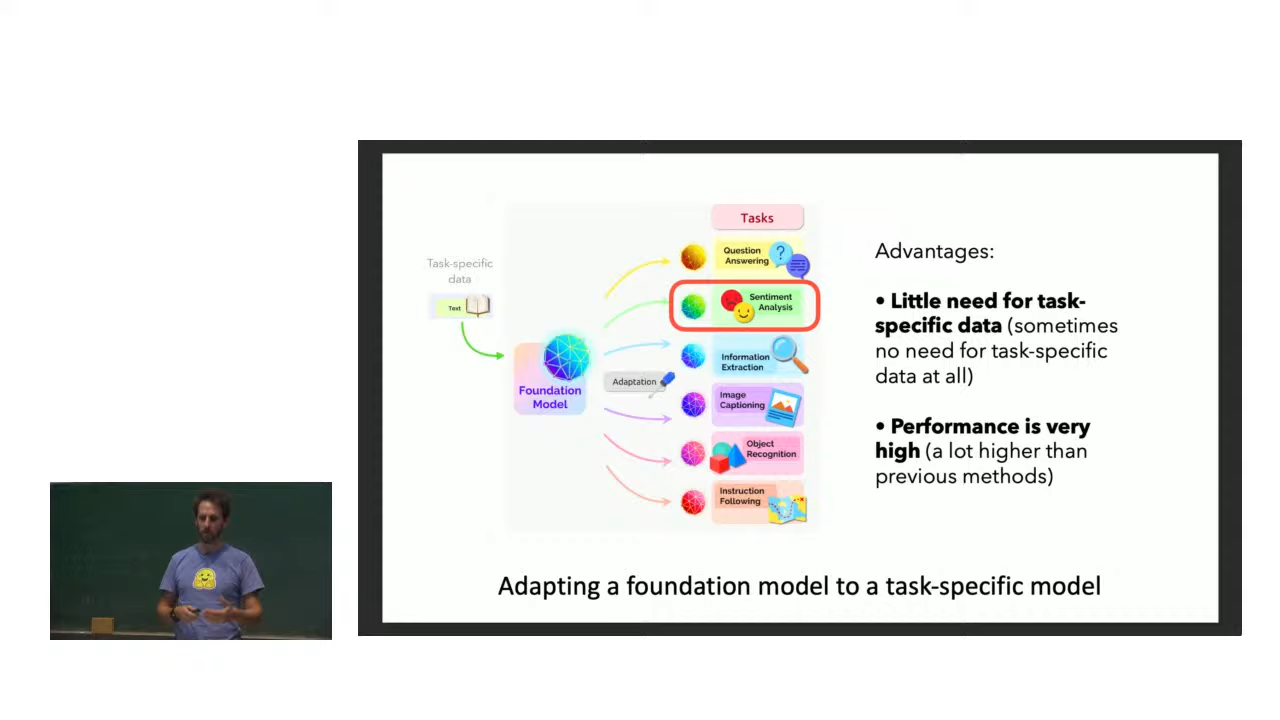 Tasks
Task-specific
data
Text
Foundation
Model
Adaptation
Question
Answering
Sentiment
Analysis
Information
Extraction
Image
Captioning
Object
Recognition
Instruction
Following
Advantages:
• Little need for task-
specific data (sometimes
no need for task-specific
data at all)
• Performance is very
high (a lot higher than
previous methods)
Adapting a foundation model to a task-specific model